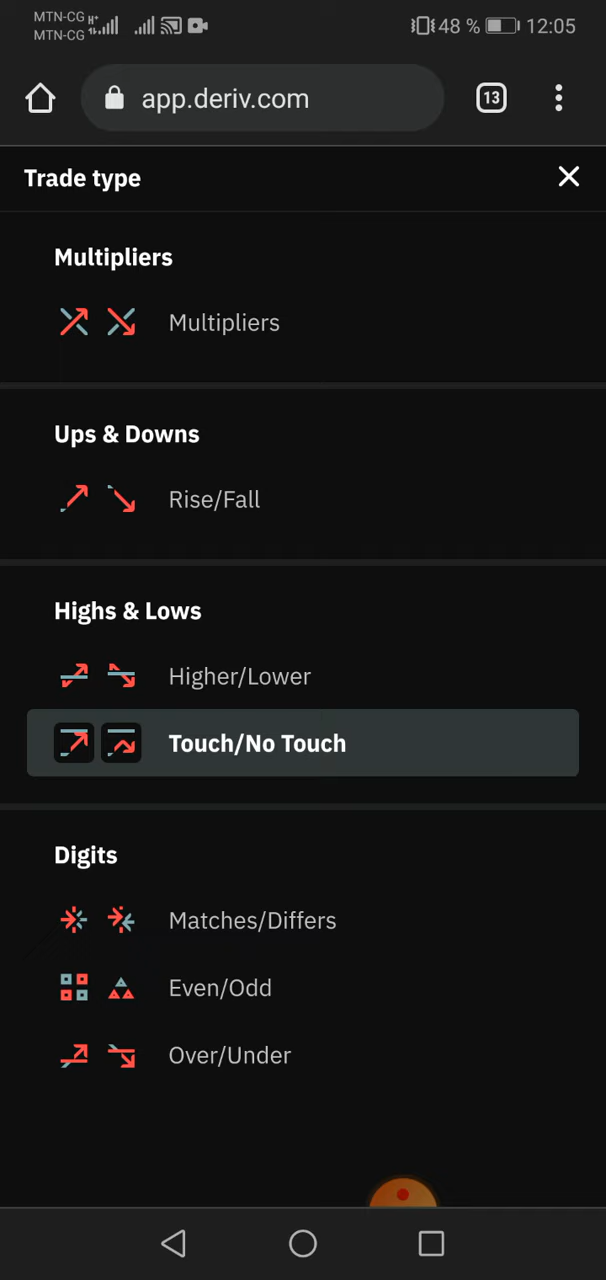 MTN-CG H+
MTN-CG
48 % 12:05
app.deriv.com
13
Trade type
Multipliers
Multipliers
Ups & Downs
Rise/Fall
Highs & Lows
Higher/Lower
Touch/No Touch
Digits
Matches/Differs
Even/Odd
Over/Under